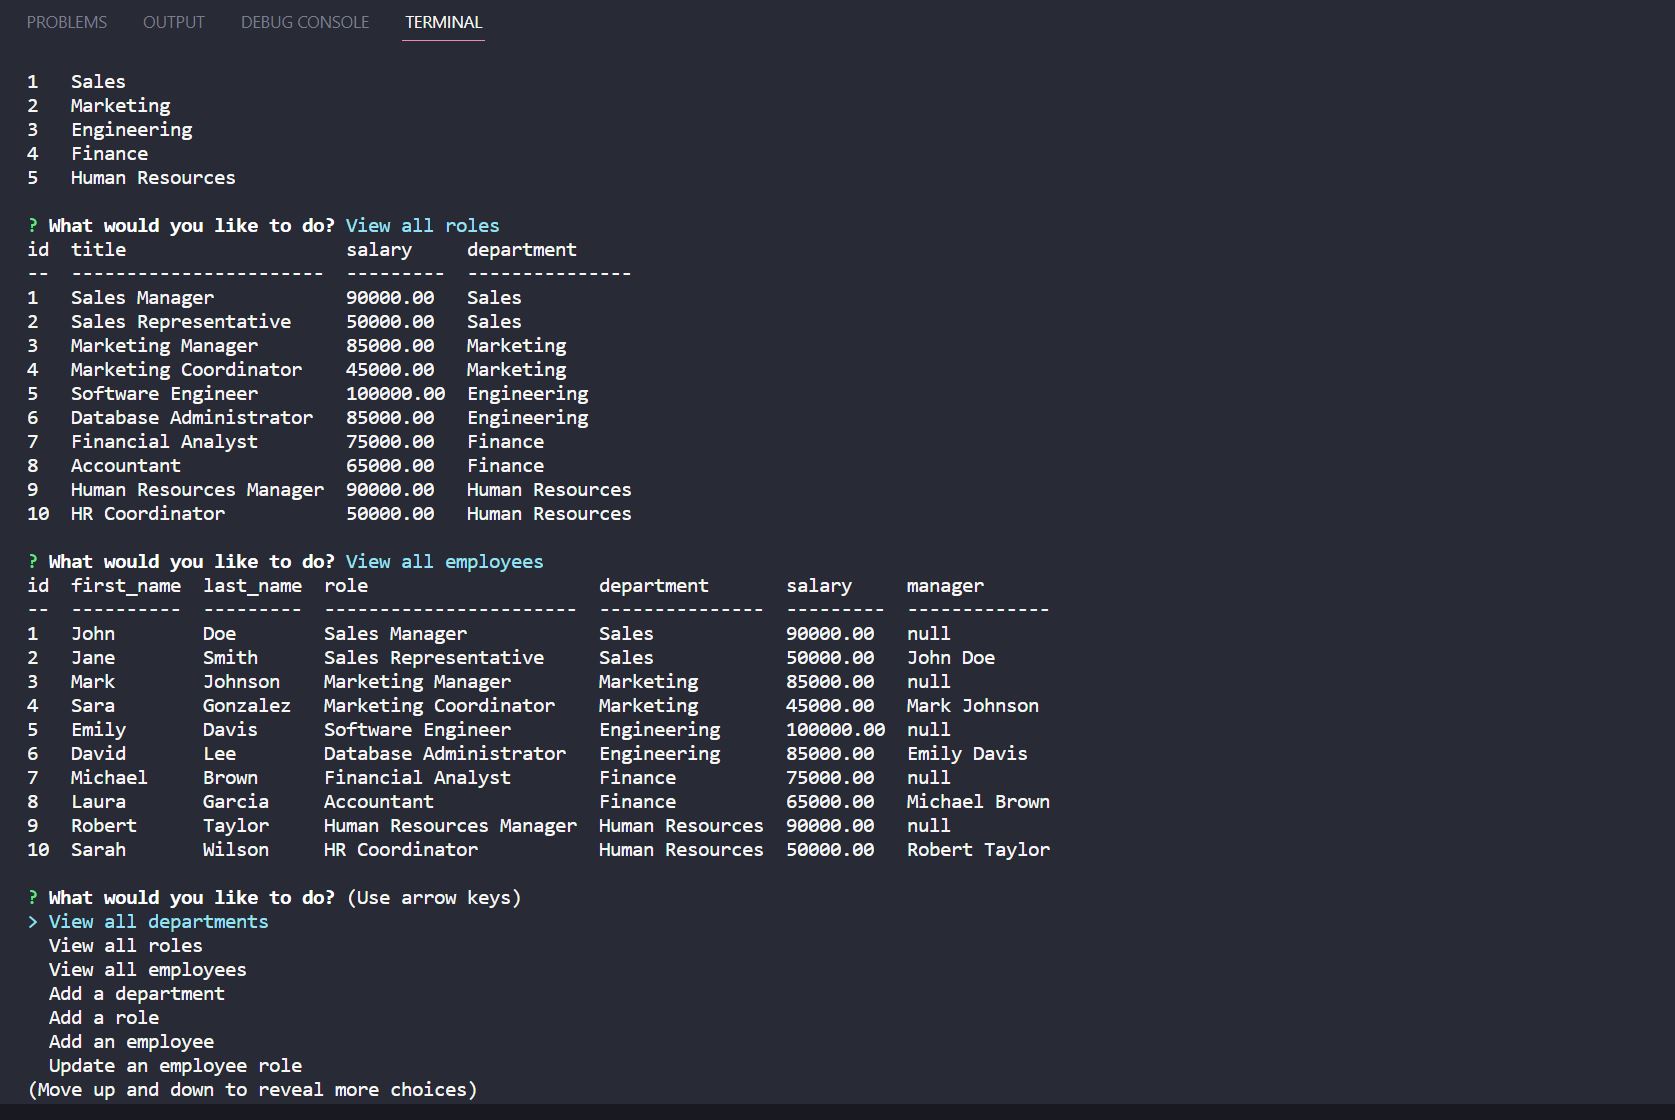 PROBLEMS OUTPUT DEBUG CONSOLE TERMINAL
1   Sales
2   Marketing
3   Engineering
4   Finance
5   Human Resources
? What would you like to do? View all roles
id  title                    salary     department
--  -----------------------  ---------  ---------------
1   Sales Manager            90000.00   Sales
2   Sales Representative     50000.00   Sales
3   Marketing Manager        85000.00   Marketing
4   Marketing Coordinator    45000.00   Marketing
5   Software Engineer        100000.00  Engineering
6   Database Administrator   85000.00   Engineering
7   Financial Analyst        75000.00   Finance
8   Accountant               65000.00   Finance
9   Human Resources Manager  90000.00   Human Resources
10  HR Coordinator           50000.00   Human Resources
? What would you like to do? View all employees
id  first_name  last_name  role                     department       salary     manager
--  ----------  ---------  -----------------------  ---------------  ---------  -------------
1   John        Doe        Sales Manager            Sales            90000.00   null
2   Jane        Smith      Sales Representative     Sales            50000.00   John Doe
3   Mark        Johnson    Marketing Manager        Marketing        85000.00   null
4   Sara        Gonzalez   Marketing Coordinator    Marketing        45000.00   Mark Johnson
5   Emily       Davis      Software Engineer        Engineering      100000.00  null
6   David       Lee        Database Administrator   Engineering      85000.00   Emily Davis
7   Michael     Brown      Financial Analyst        Finance          75000.00   null
8   Laura       Garcia     Accountant               Finance          65000.00   Michael Brown
9   Robert      Taylor     Human Resources Manager  Human Resources  90000.00   null
10  Sarah       Wilson     HR Coordinator           Human Resources  50000.00   Robert Taylor
? What would you like to do? (Use arrow keys)
> View all departments
  View all roles
  View all employees
  Add a department
  Add a role
  Add an employee
  Update an employee role
(Move up and down to reveal more choices)